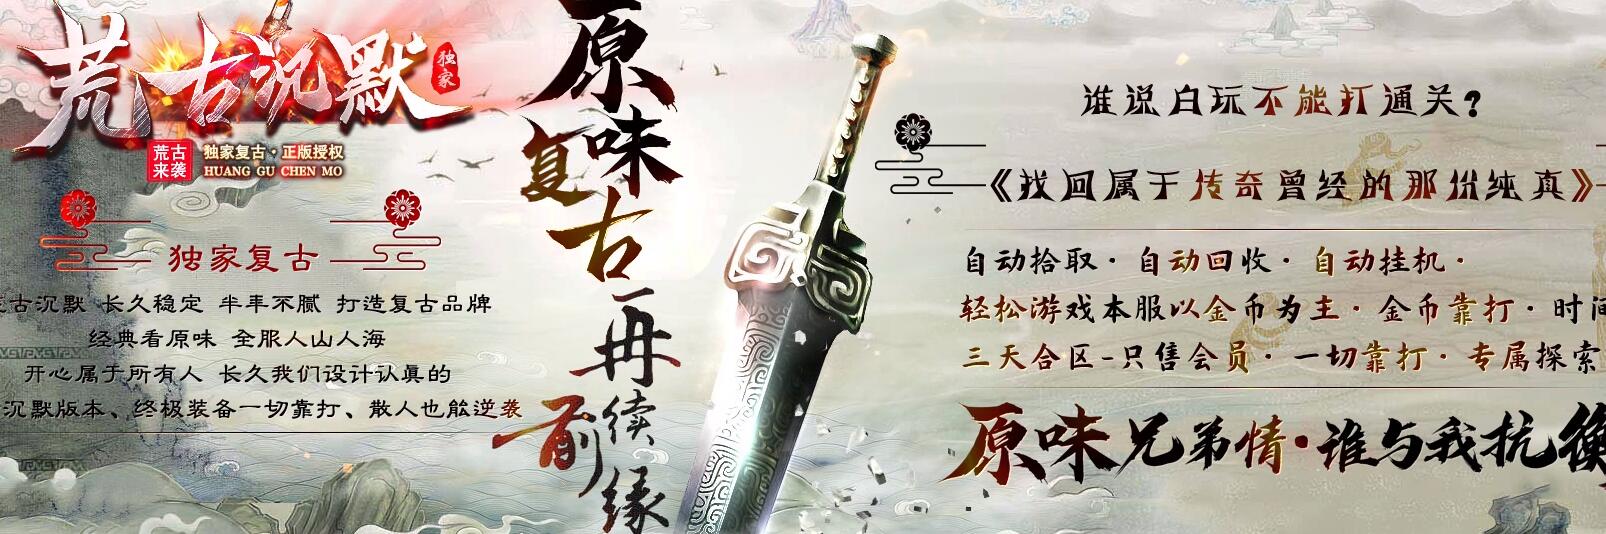 荒古沉默
独家
荒古来袭
独家复古·正版授权
HUANG GU CHEN MO
独家复古
古沉默 长久稳定 半年不腻 打造复古品牌
经典看原味 全服人山人海
开心属于所有人 长久我们设计认真的
沉默版本、终极装备一切靠打、散人也能逆袭
原味
复古
再续
前缘
谁说白玩不能打通关？
《找回属于传奇曾经的那份纯真》
自动拾取·自动回收·自动挂机·
轻松游戏本服以金币为主·金币靠打·时间
三天合区-只售会员·一切靠打·专属探索
原味兄弟情·谁与我抗衡